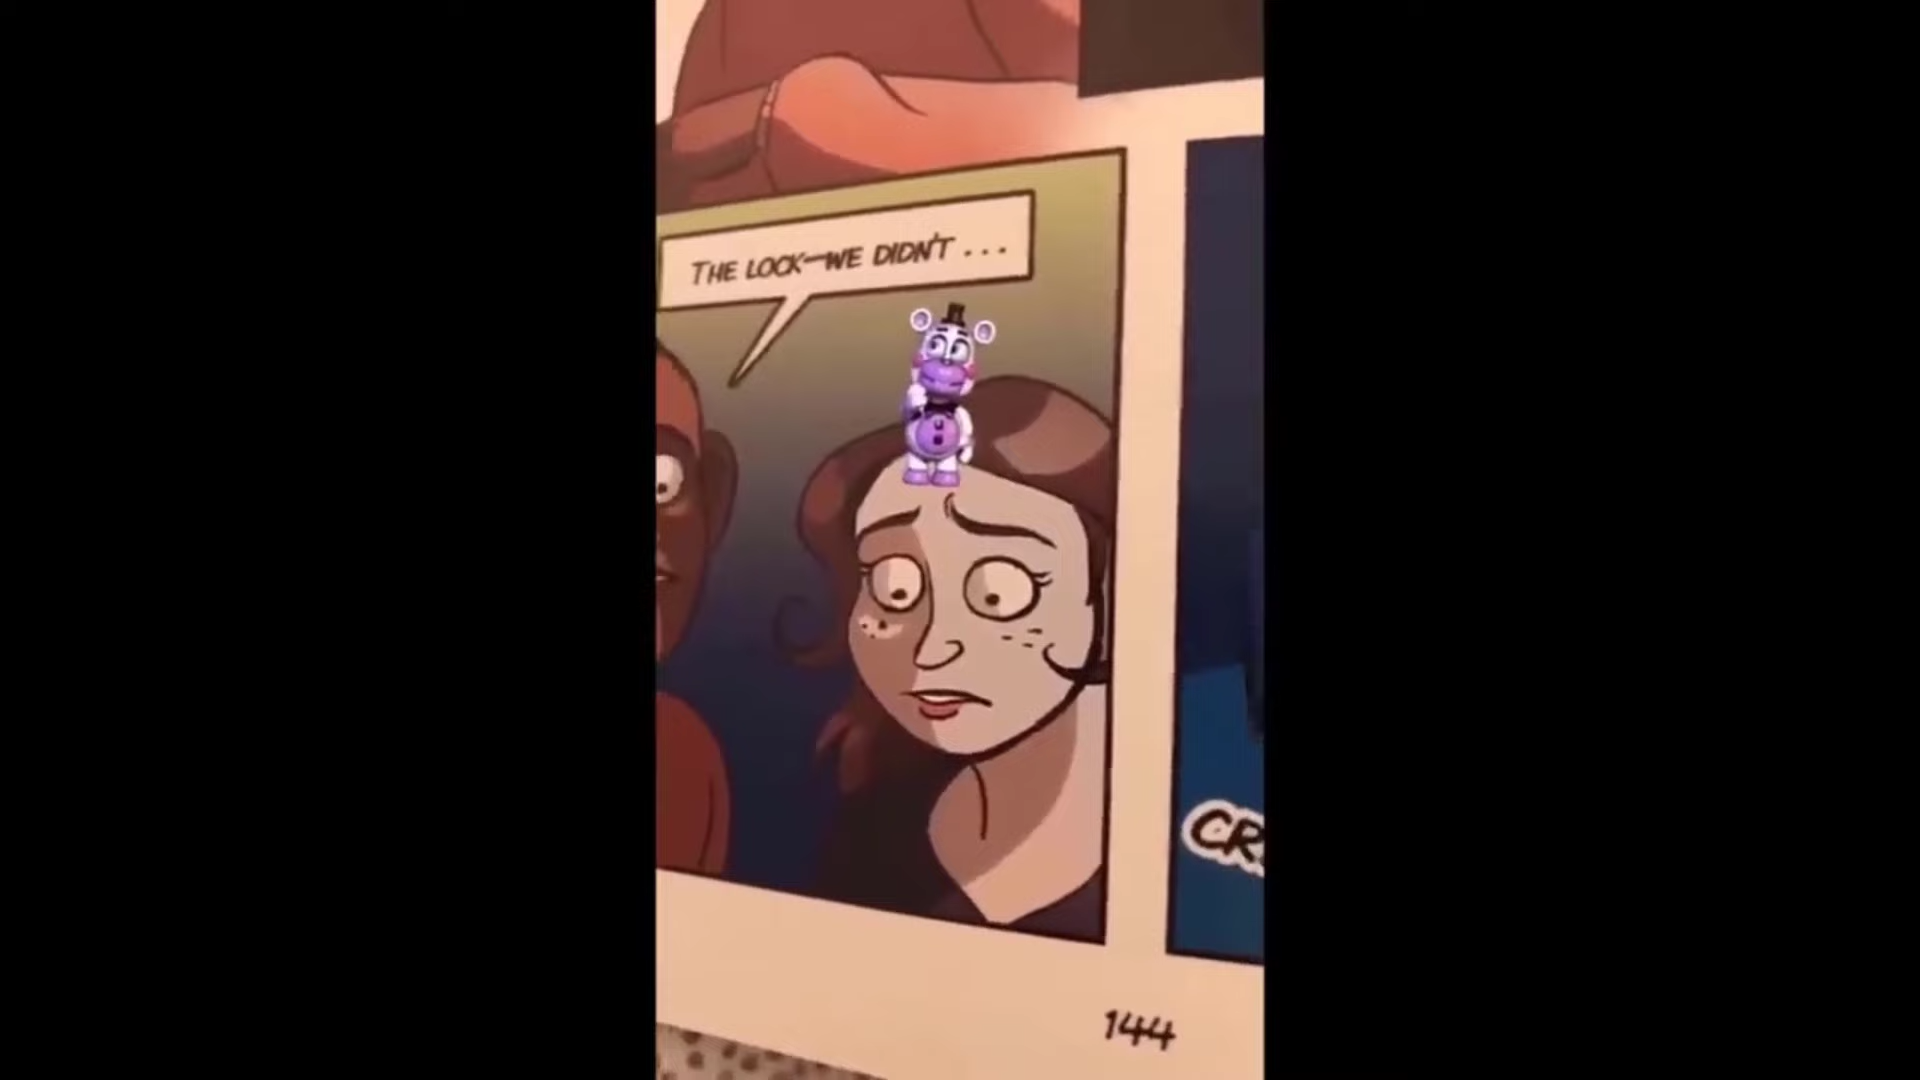 THE LOCK—WE DIDN'T . . .
144